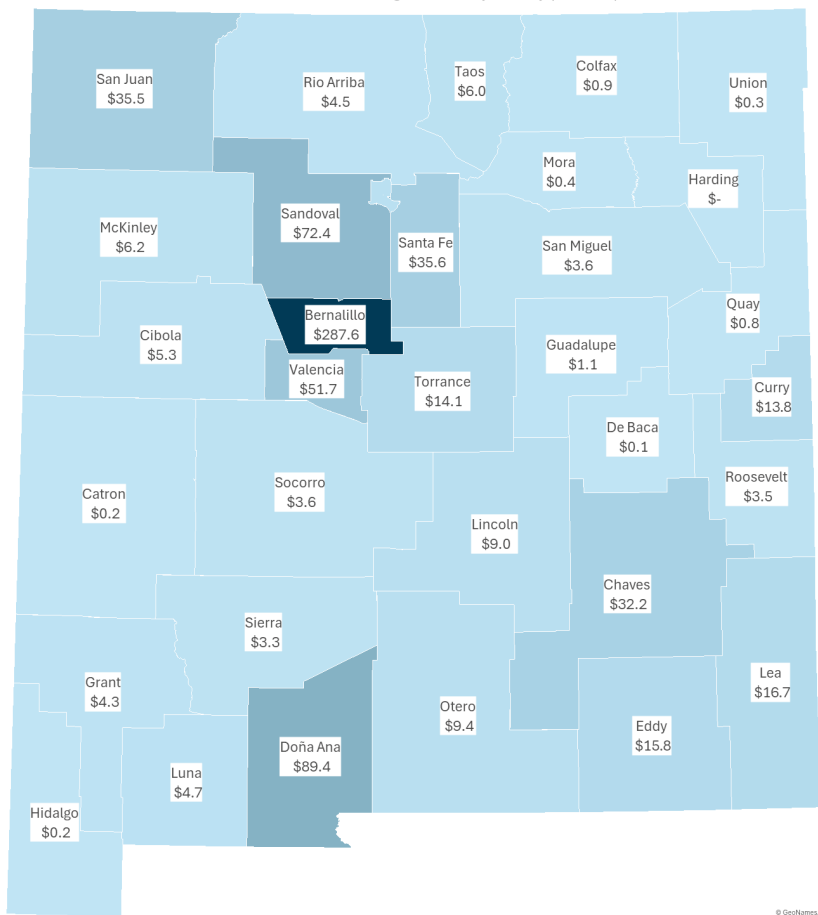 San Juan
$35.5
Rio Arriba
$4.5
Taos
$6.0
Colfax
$0.9
Union
$0.3
Mora
$0.4
Harding
$-
McKinley
$6.2
Sandoval
$72.4
Santa Fe
$35.6
San Miguel
$3.6
Quay
$0.8
Bernalillo
$287.6
Cibola
$5.3
Valencia
$51.7
Guadalupe
$1.1
Torrance
$14.1
Curry
$13.8
De Baca
$0.1
Roosevelt
$3.5
Catron
$0.2
Socorro
$3.6
Lincoln
$9.0
Chaves
$32.2
Sierra
$3.3
Grant
$4.3
Lea
$16.7
Otero
$9.4
Eddy
$15.8
Doña Ana
$89.4
Luna
$4.7
Hidalgo
$0.2
© GeoNames